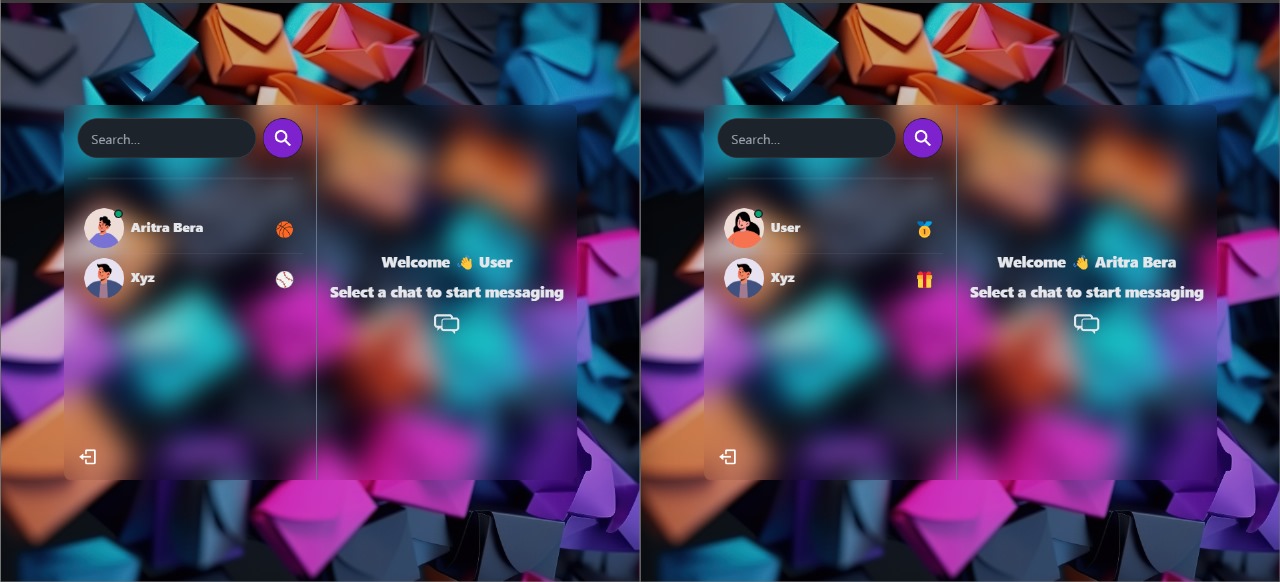 Search...
Aritra Bera
Xyz
Welcome 👋 User
Select a chat to start messaging
Search...
User
Xyz
Welcome 👋 Aritra Bera
Select a chat to start messaging